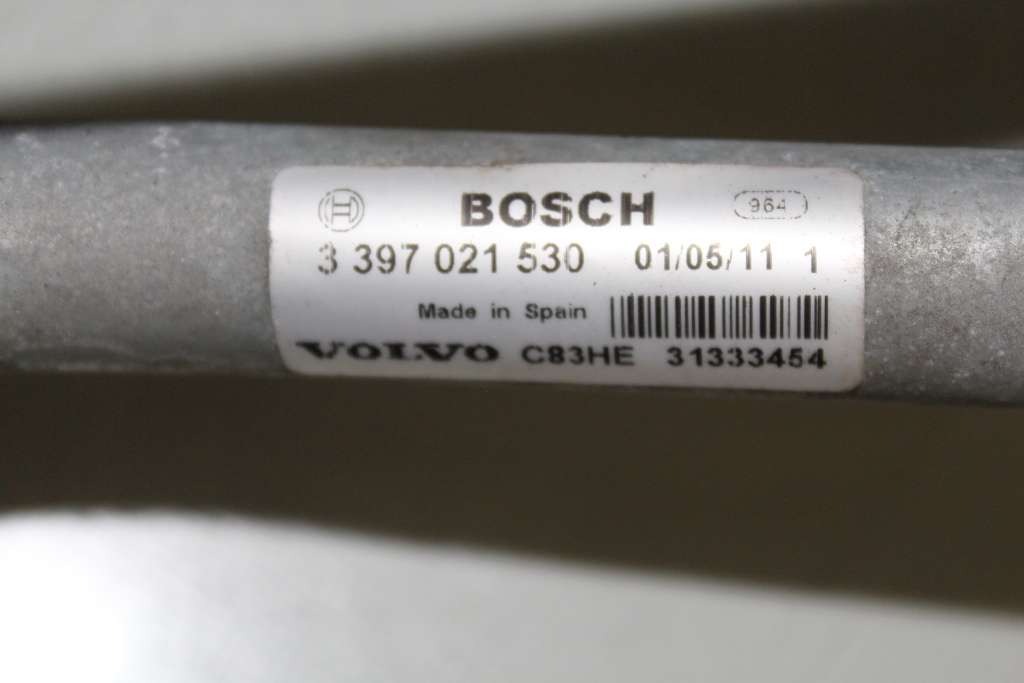 BOSCH 964
3 397 021 530 01/05/11 1
Made in Spain
VOLVO C83HE 31333454